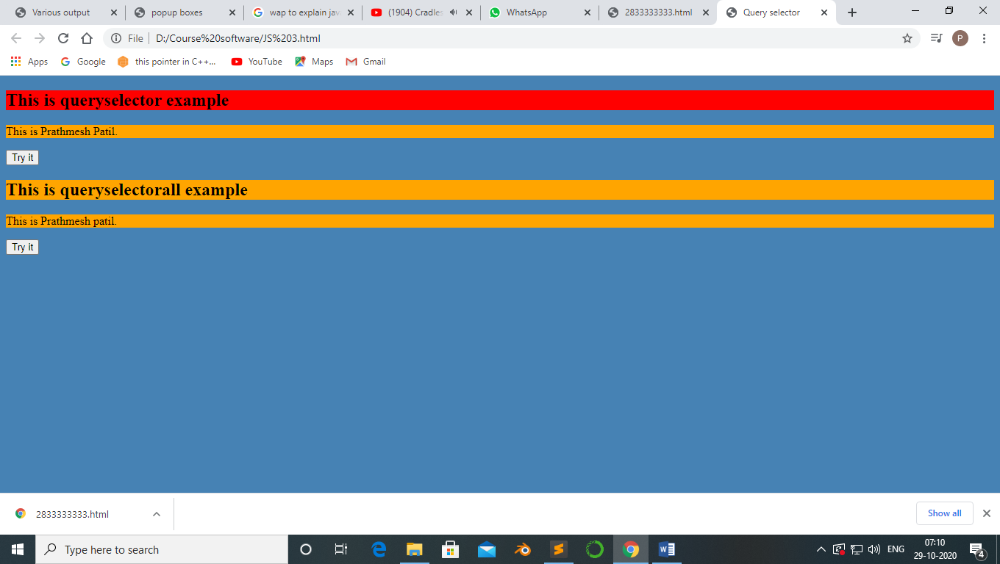 Various output
popup boxes
wap to explain jav
(1904) Cradles
WhatsApp
2833333333.html
Query selector
File D:/Course%20software/JS%203.html
P
Apps Google this pointer in C++... YouTube Maps Gmail
This is queryselector example
This is Prathmesh Patil.
Try it
This is queryselectorall example
This is Prathmesh patil.
Try it
2833333333.html
Show all
Type here to search
ENG
07:10
29-10-2020
4